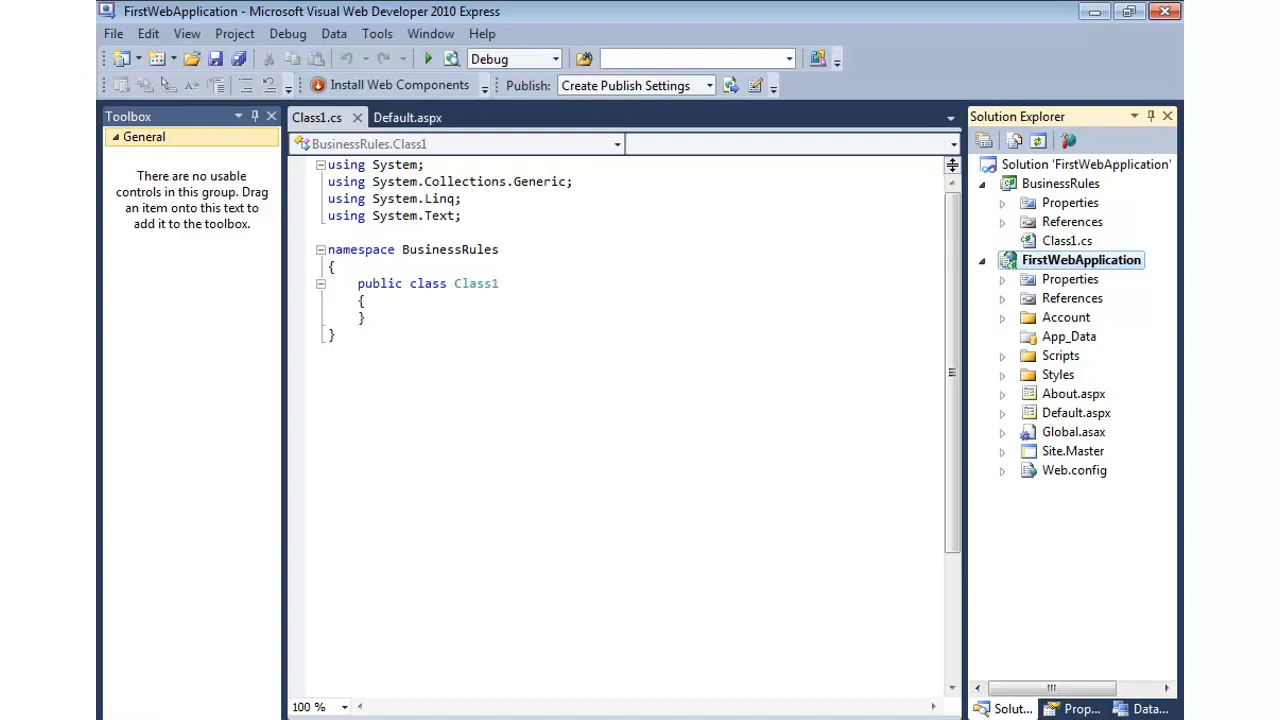 FirstWebApplication - Microsoft Visual Web Developer 2010 Express
File Edit View Project Debug Data Tools Window Help
Debug
Install Web Components Publish: Create Publish Settings
Toolbox
General
There are no usable
controls in this group. Drag
an item onto this text to
add it to the toolbox.
Class1.cs Default.aspx
BusinessRules.Class1
using System;
using System.Collections.Generic;
using System.Linq;
using System.Text;
namespace BusinessRules
{
public class Class1
{
}
}
100 %
Solution Explorer
Solution 'FirstWebApplication'
BusinessRules
Properties
References
Class1.cs
FirstWebApplication
Properties
References
Account
App_Data
Scripts
Styles
About.aspx
Default.aspx
Global.asax
Site.Master
Web.config
Solut... Prop... Data...